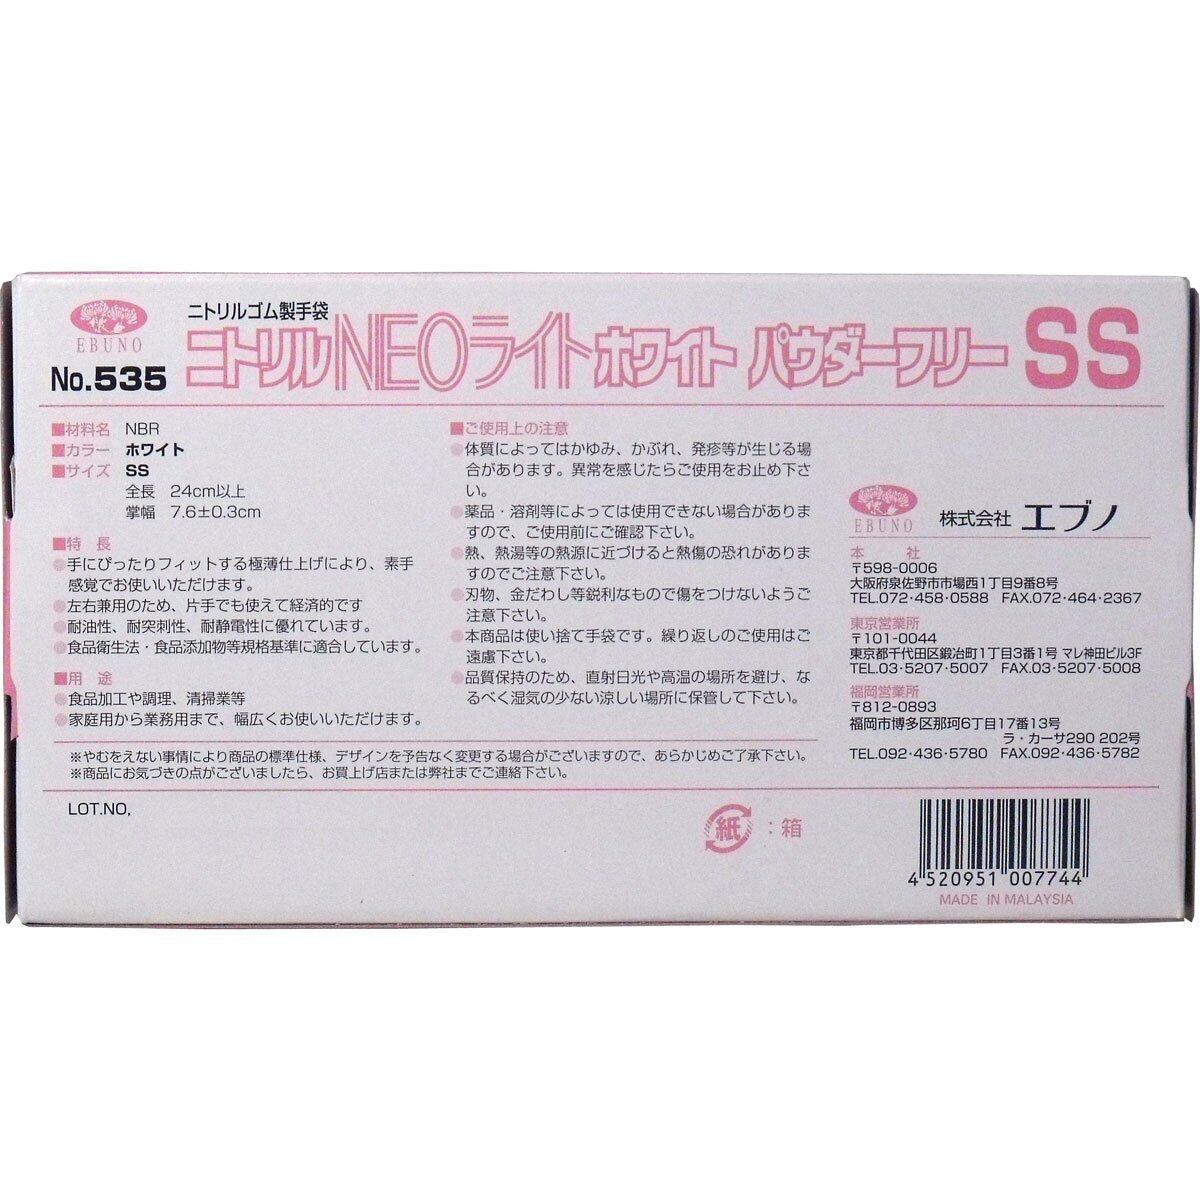 EBUNO
No.535
ニトリルゴム製手袋
ニトリルNEOライトホワイト パウダーフリー SS
■材料名 NBR
■カラー ホワイト
■サイズ SS
全長 24cm以上
掌幅 7.6±0.3cm
■特 長
●手にぴったりフィットする極薄仕上げにより、素手
感覚でお使いいただけます。
●左右兼用のため、片手でも使えて経済的です
●耐油性、耐突刺性、耐静電性に優れています。
●食品衛生法・食品添加物等規格基準に適合しています。
■用 途
●食品加工や調理、清掃業等
●家庭用から業務用まで、幅広くお使いいただけます。
■ご使用上の注意
●体質によってはかゆみ、かぶれ、発疹等が生じる場
合があります。異常を感じたらご使用をお止め下さ
い。
●薬品・溶剤等によっては使用できない場合がありま
すので、ご使用前にご確認下さい。
●熱、熱湯等の熱源に近づけると熱傷の恐れがありま
すのでご注意下さい。
●刃物、金だわし等鋭利なもので傷をつけないようご
注意下さい。
●本商品は使い捨て手袋です。繰り返しのご使用はご
遠慮下さい。
●品質保持のため、直射日光や高温の場所を避け、な
るべく湿気の少ない涼しい場所に保管して下さい。
※やむをえない事情により商品の標準仕様、デザインを予告なく変更する場合がございますので、あらかじめご了承下さい。
※商品にお気づきの点がございましたら、お買上げ店または弊社までご連絡下さい。
EBUNO
株式会社 エブノ
本 社
〒598-0006
大阪府泉佐野市市場西1丁目9番8号
TEL.072-458-0588 FAX.072-464-2367
東京営業所
〒101-0044
東京都千代田区鍛冶町1丁目3番1号 マレ神田ビル3F
TEL.03-5207-5007 FAX.03-5207-5008
福岡営業所
〒812-0893
福岡市博多区那珂6丁目17番13号
ラ・カーサ290 202号
TEL.092-436-5780 FAX.092-436-5782
LOT.NO,
紙 : 箱
4 520951 007744
MADE IN MALAYSIA